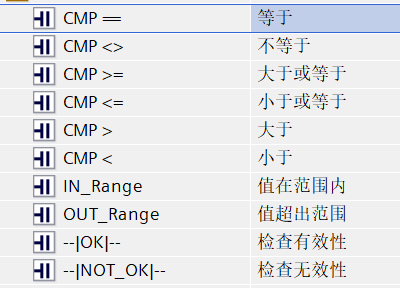 CMP == 等于
CMP <> 不等于
CMP >= 大于或等于
CMP <= 小于或等于
CMP > 大于
CMP < 小于
IN_Range 值在范围内
OUT_Range 值超出范围
--|OK|-- 检查有效性
--|NOT_OK|-- 检查无效性